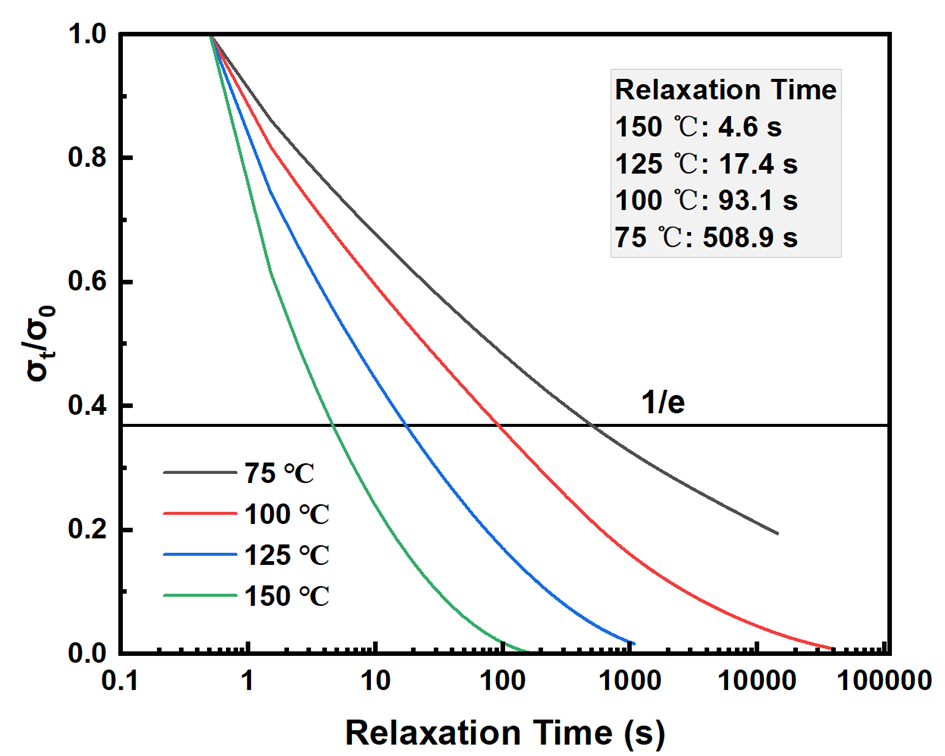 1.0
0.8
0.6
0.4
0.2
0.0
σt/σ0
Relaxation Time
150 ℃: 4.6 s
125 ℃: 17.4 s
100 ℃: 93.1 s
75 ℃: 508.9 s
1/e
75 ℃
100 ℃
125 ℃
150 ℃
0.1 1 10 100 1000 10000 100000
Relaxation Time (s)